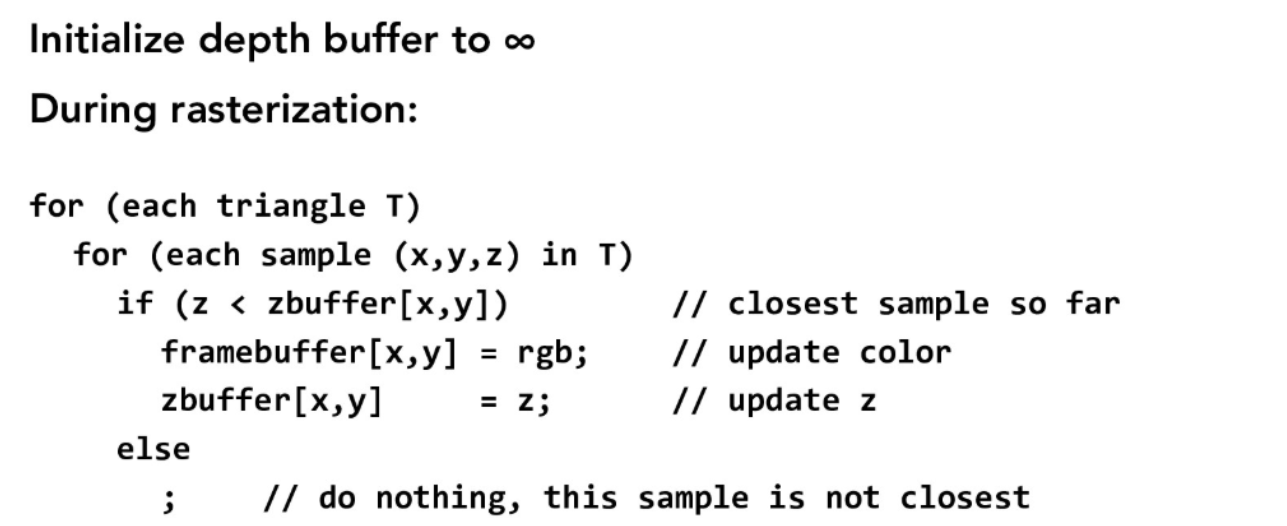 Initialize depth buffer to ∞
During rasterization:
for (each triangle T)
for (each sample (x,y,z) in T)
if (z < zbuffer[x,y])           // closest sample so far
framebuffer[x,y] = rgb;    // update color
zbuffer[x,y]     = z;      // update z
else
;    // do nothing, this sample is not closest